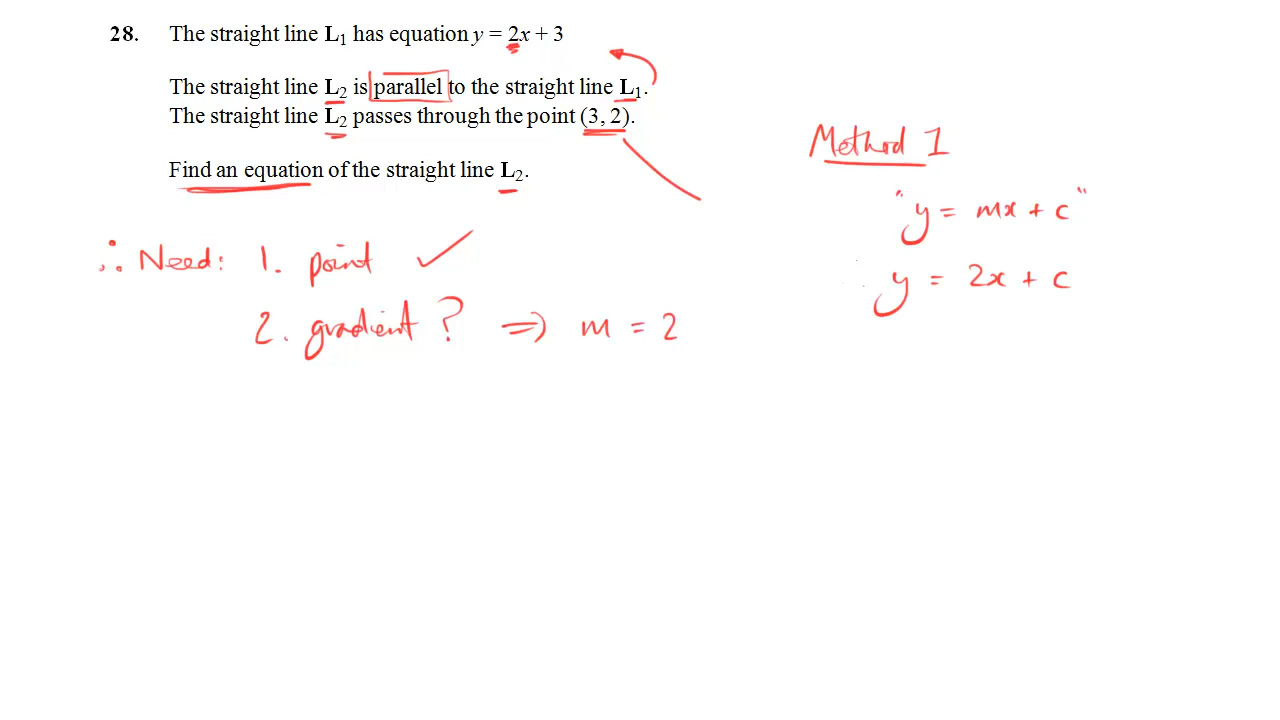 28. The straight line L₁ has equation y = 2x + 3
The straight line L₂ is parallel to the straight line L₁.
The straight line L₂ passes through the point (3, 2).
Find an equation of the straight line L₂.
∴ Need: 1. point ✓
2. gradient ? ⇒ m = 2
Method 1
"y = mx + c"
y = 2x + c